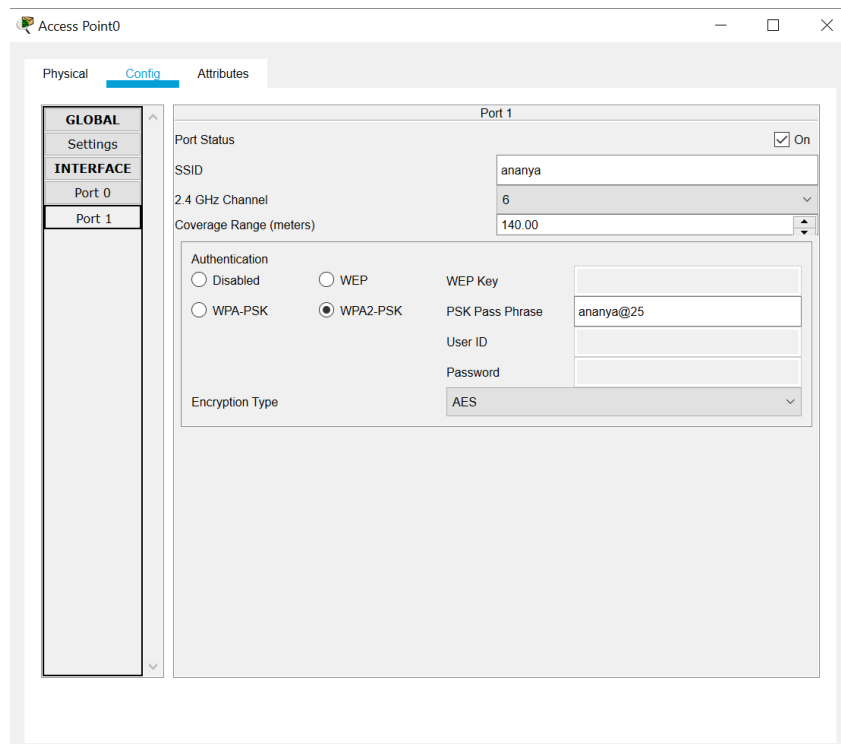 Access Point0
Physical Config Attributes
GLOBAL
Settings
INTERFACE
Port 0
Port 1
Port 1
Port Status On
SSID ananya
2.4 GHz Channel 6
Coverage Range (meters) 140.00
Authentication
Disabled WEP WEP Key
WPA-PSK WPA2-PSK PSK Pass Phrase ananya@25
User ID
Password
Encryption Type AES